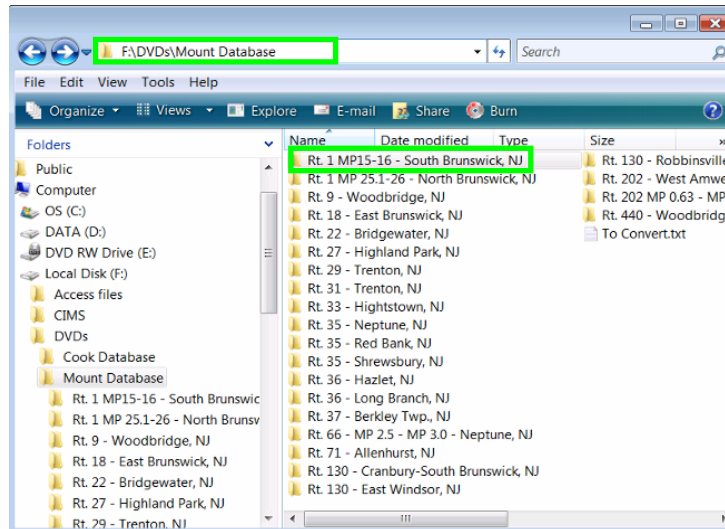 F:\DVDs\Mount Database
Search
File Edit View Tools Help
Organize Views Explore E-mail Share Burn
Folders
Public
Computer
OS (C:)
DATA (D:)
DVD RW Drive (E:)
Local Disk (F:)
Access files
CIMS
DVDs
Cook Database
Mount Database
Rt. 1 MP15-16 - South Brunswic
Rt. 1 MP 25.1-26 - North Brunsv
Rt. 9 - Woodbridge, NJ
Rt. 18 - East Brunswick, NJ
Rt. 22 - Bridgewater, NJ
Rt. 27 - Highland Park, NJ
Rt. 29 - Trenton, NJ
Name Date modified Type Size
Rt. 1 MP15-16 - South Brunswick, NJ
Rt. 1 MP 25.1-26 - North Brunswick, NJ
Rt. 9 - Woodbridge, NJ
Rt. 18 - East Brunswick, NJ
Rt. 22 - Bridgewater, NJ
Rt. 27 - Highland Park, NJ
Rt. 29 - Trenton, NJ
Rt. 31 - Trenton, NJ
Rt. 33 - Hightstown, NJ
Rt. 35 - Neptune, NJ
Rt. 35 - Red Bank, NJ
Rt. 35 - Shrewsbury, NJ
Rt. 36 - Hazlet, NJ
Rt. 36 - Long Branch, NJ
Rt. 37 - Berkley Twp., NJ
Rt. 66 - MP 2.5 - MP 3.0 - Neptune, NJ
Rt. 71 - Allenhurst, NJ
Rt. 130 - Cranbury-South Brunswick, NJ
Rt. 130 - East Windsor, NJ
Rt. 130 - Robbinsville
Rt. 202 - West Amwe
Rt. 202 MP 0.63 - MP
Rt. 440 - Woodbridg
To Convert.txt